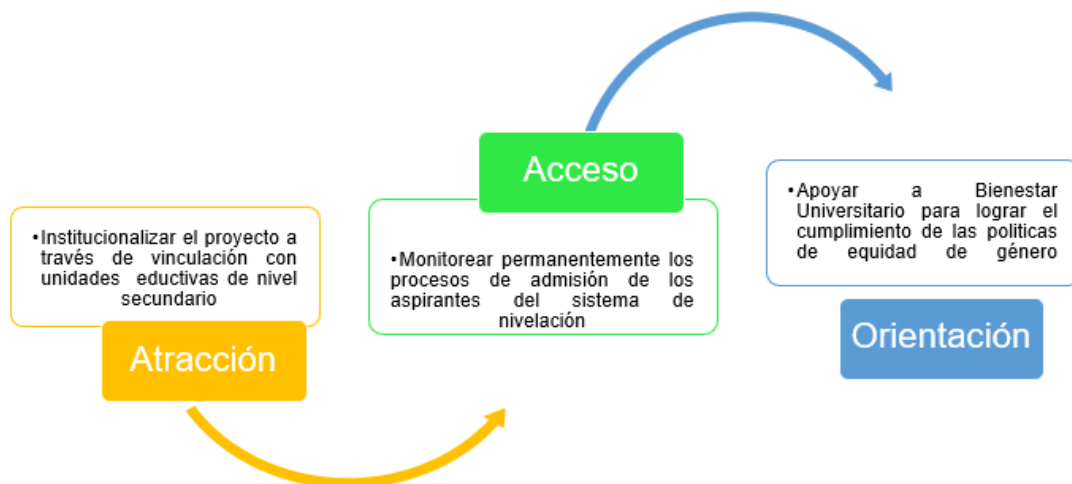 •Institucionalizar el proyecto a
través de vinculación con
unidades eductivas de nivel
secundario
Atracción
Acceso
•Monitorear permanentemente los
procesos de admisión de los
aspirantes del sistema de
nivelación
•Apoyar a Bienestar
Universitario para lograr el
cumplimiento de las politicas
de equidad de género
Orientación